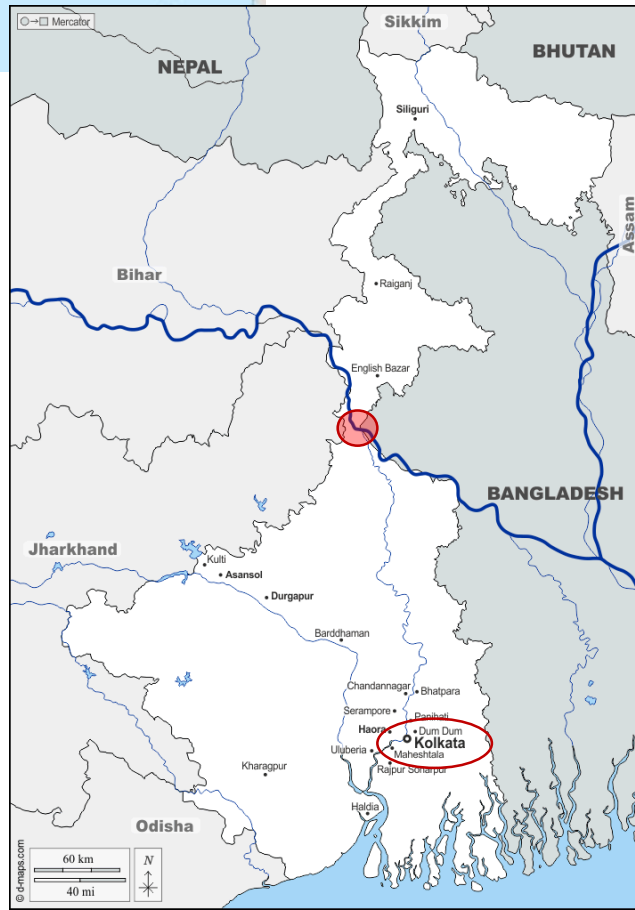 Mercator
Sikkim
NEPAL
BHUTAN
Siliguri
Assam
Bihar
Raiganj
English Bazar
BANGLADESH
Jharkhand
Kulti
Asansol
Durgapur
Barddhaman
Chandannagar
Bhatpara
Serampore
Panihati
Haora
Dum Dum
Kolkata
Uluberia
Maheshtala
Rajpur Sonarpur
Kharagpur
Haldia
Odisha
60 km
40 mi
N
© d-maps.com